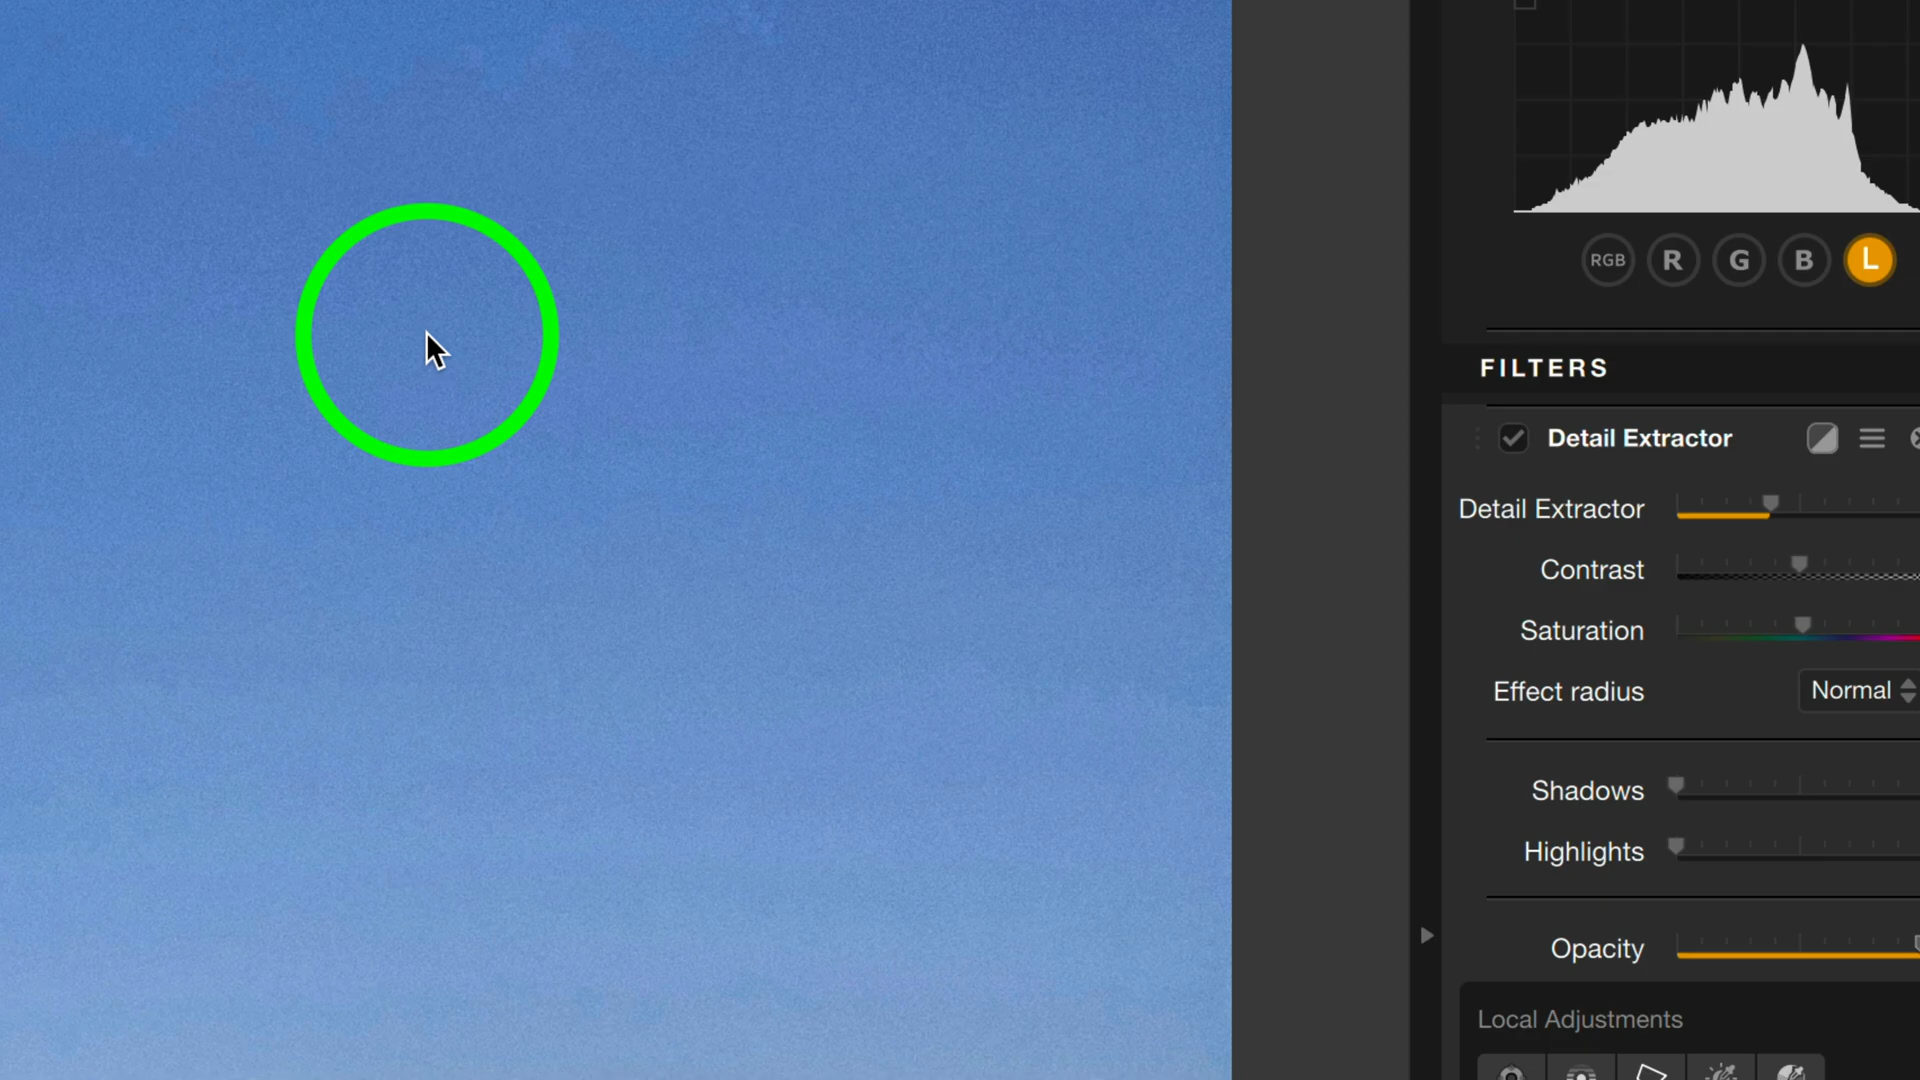 RGB R G B L
FILTERS
Detail Extractor
Detail Extractor
Contrast
Saturation
Effect radius Normal
Shadows
Highlights
Opacity
Local Adjustments